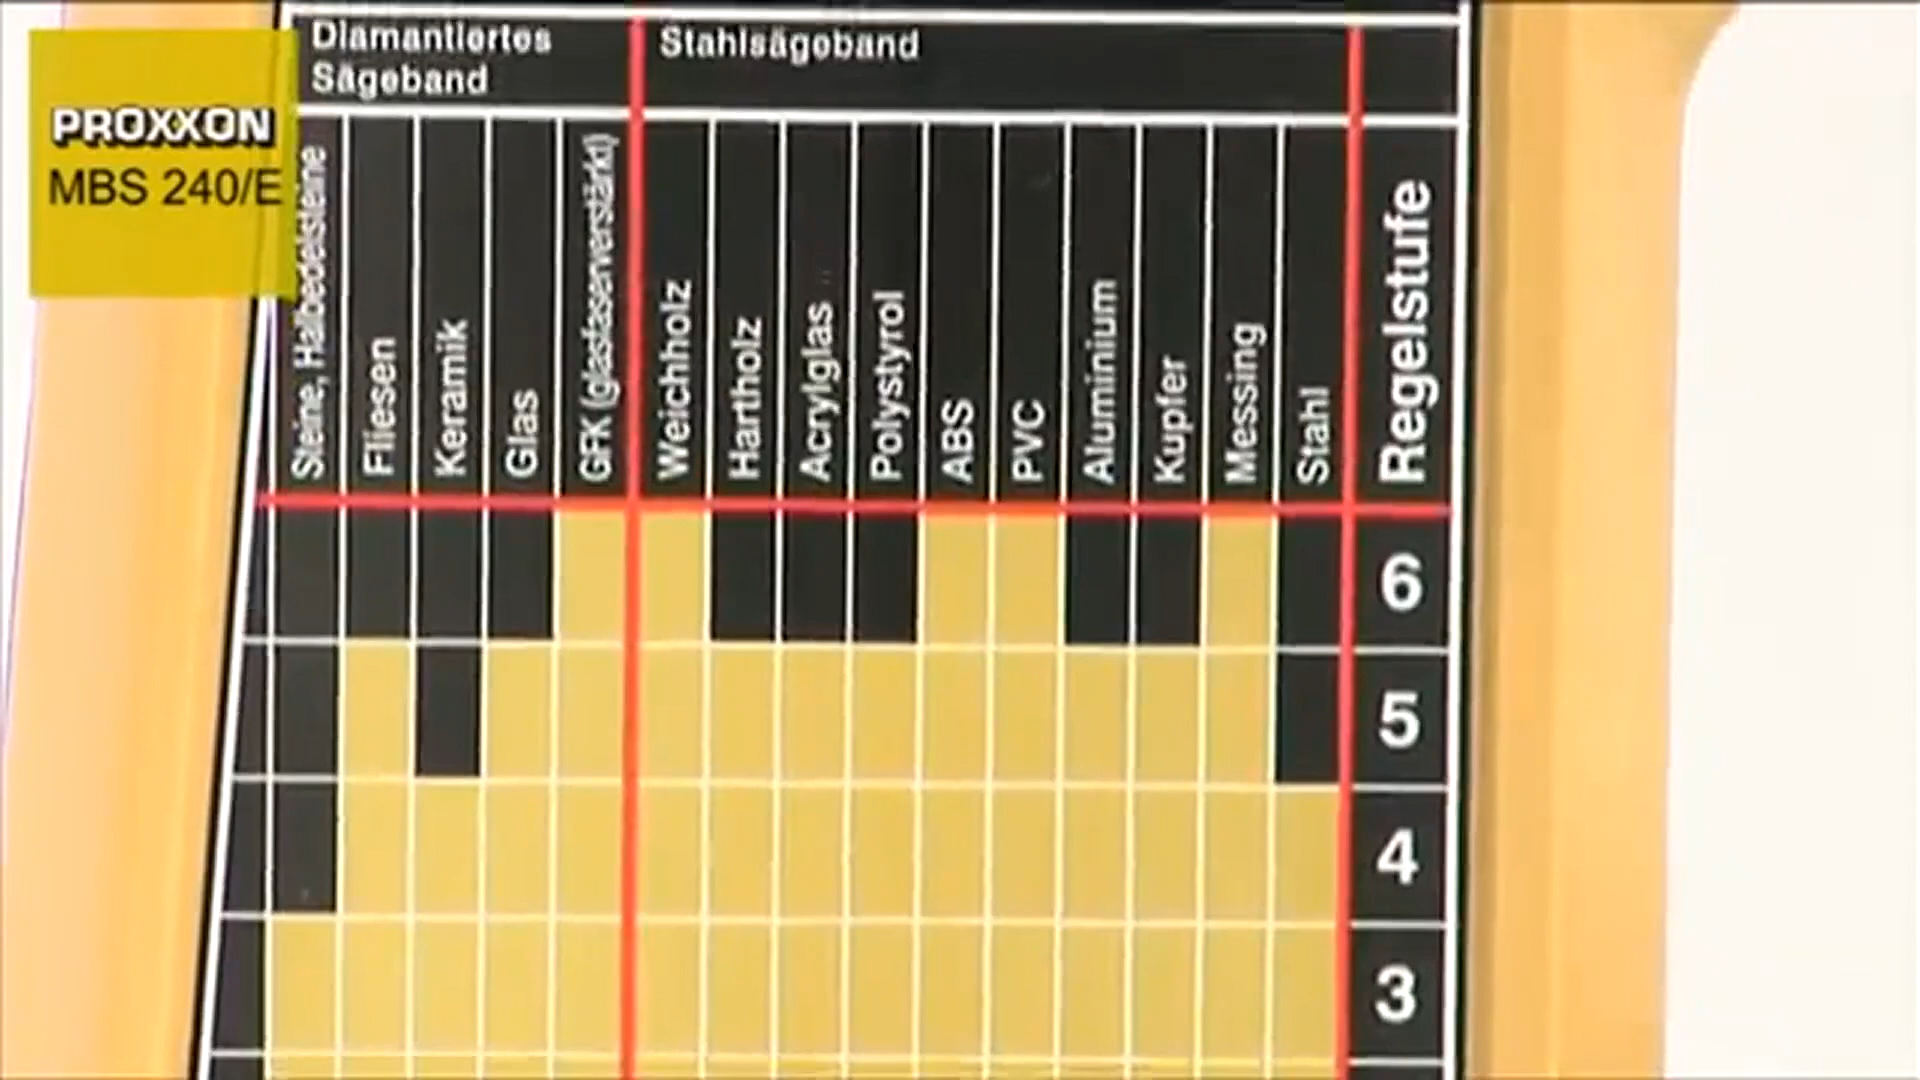 PROXXON
MBS 240/E
Diamantiertes
Sägeband
Stahlsägeband
Steine, Halbedelsteine
Fliesen
Keramik
Glas
GFK (glasfaserverstärkt)
Weichholz
Hartholz
Acrylglas
Polystyrol
ABS
PVC
Aluminium
Kupfer
Messing
Stahl
Regelstufe
6
5
4
3